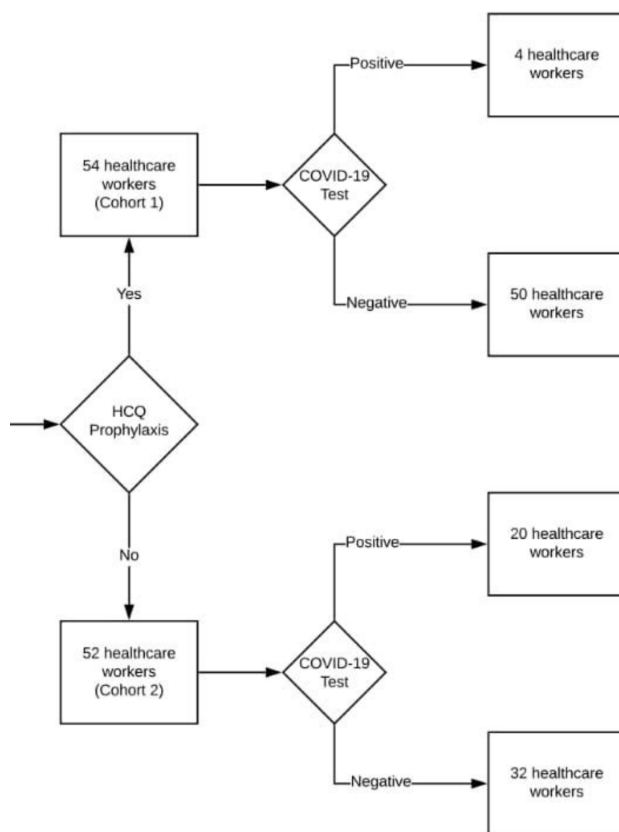 Positive
4 healthcare
workers
54 healthcare
workers
(Cohort 1)
COVID-19
Test
Yes
Negative
50 healthcare
workers
HCQ
Prophylaxis
No
Positive
20 healthcare
workers
52 healthcare
workers
(Cohort 2)
COVID-19
Test
Negative
32 healthcare
workers